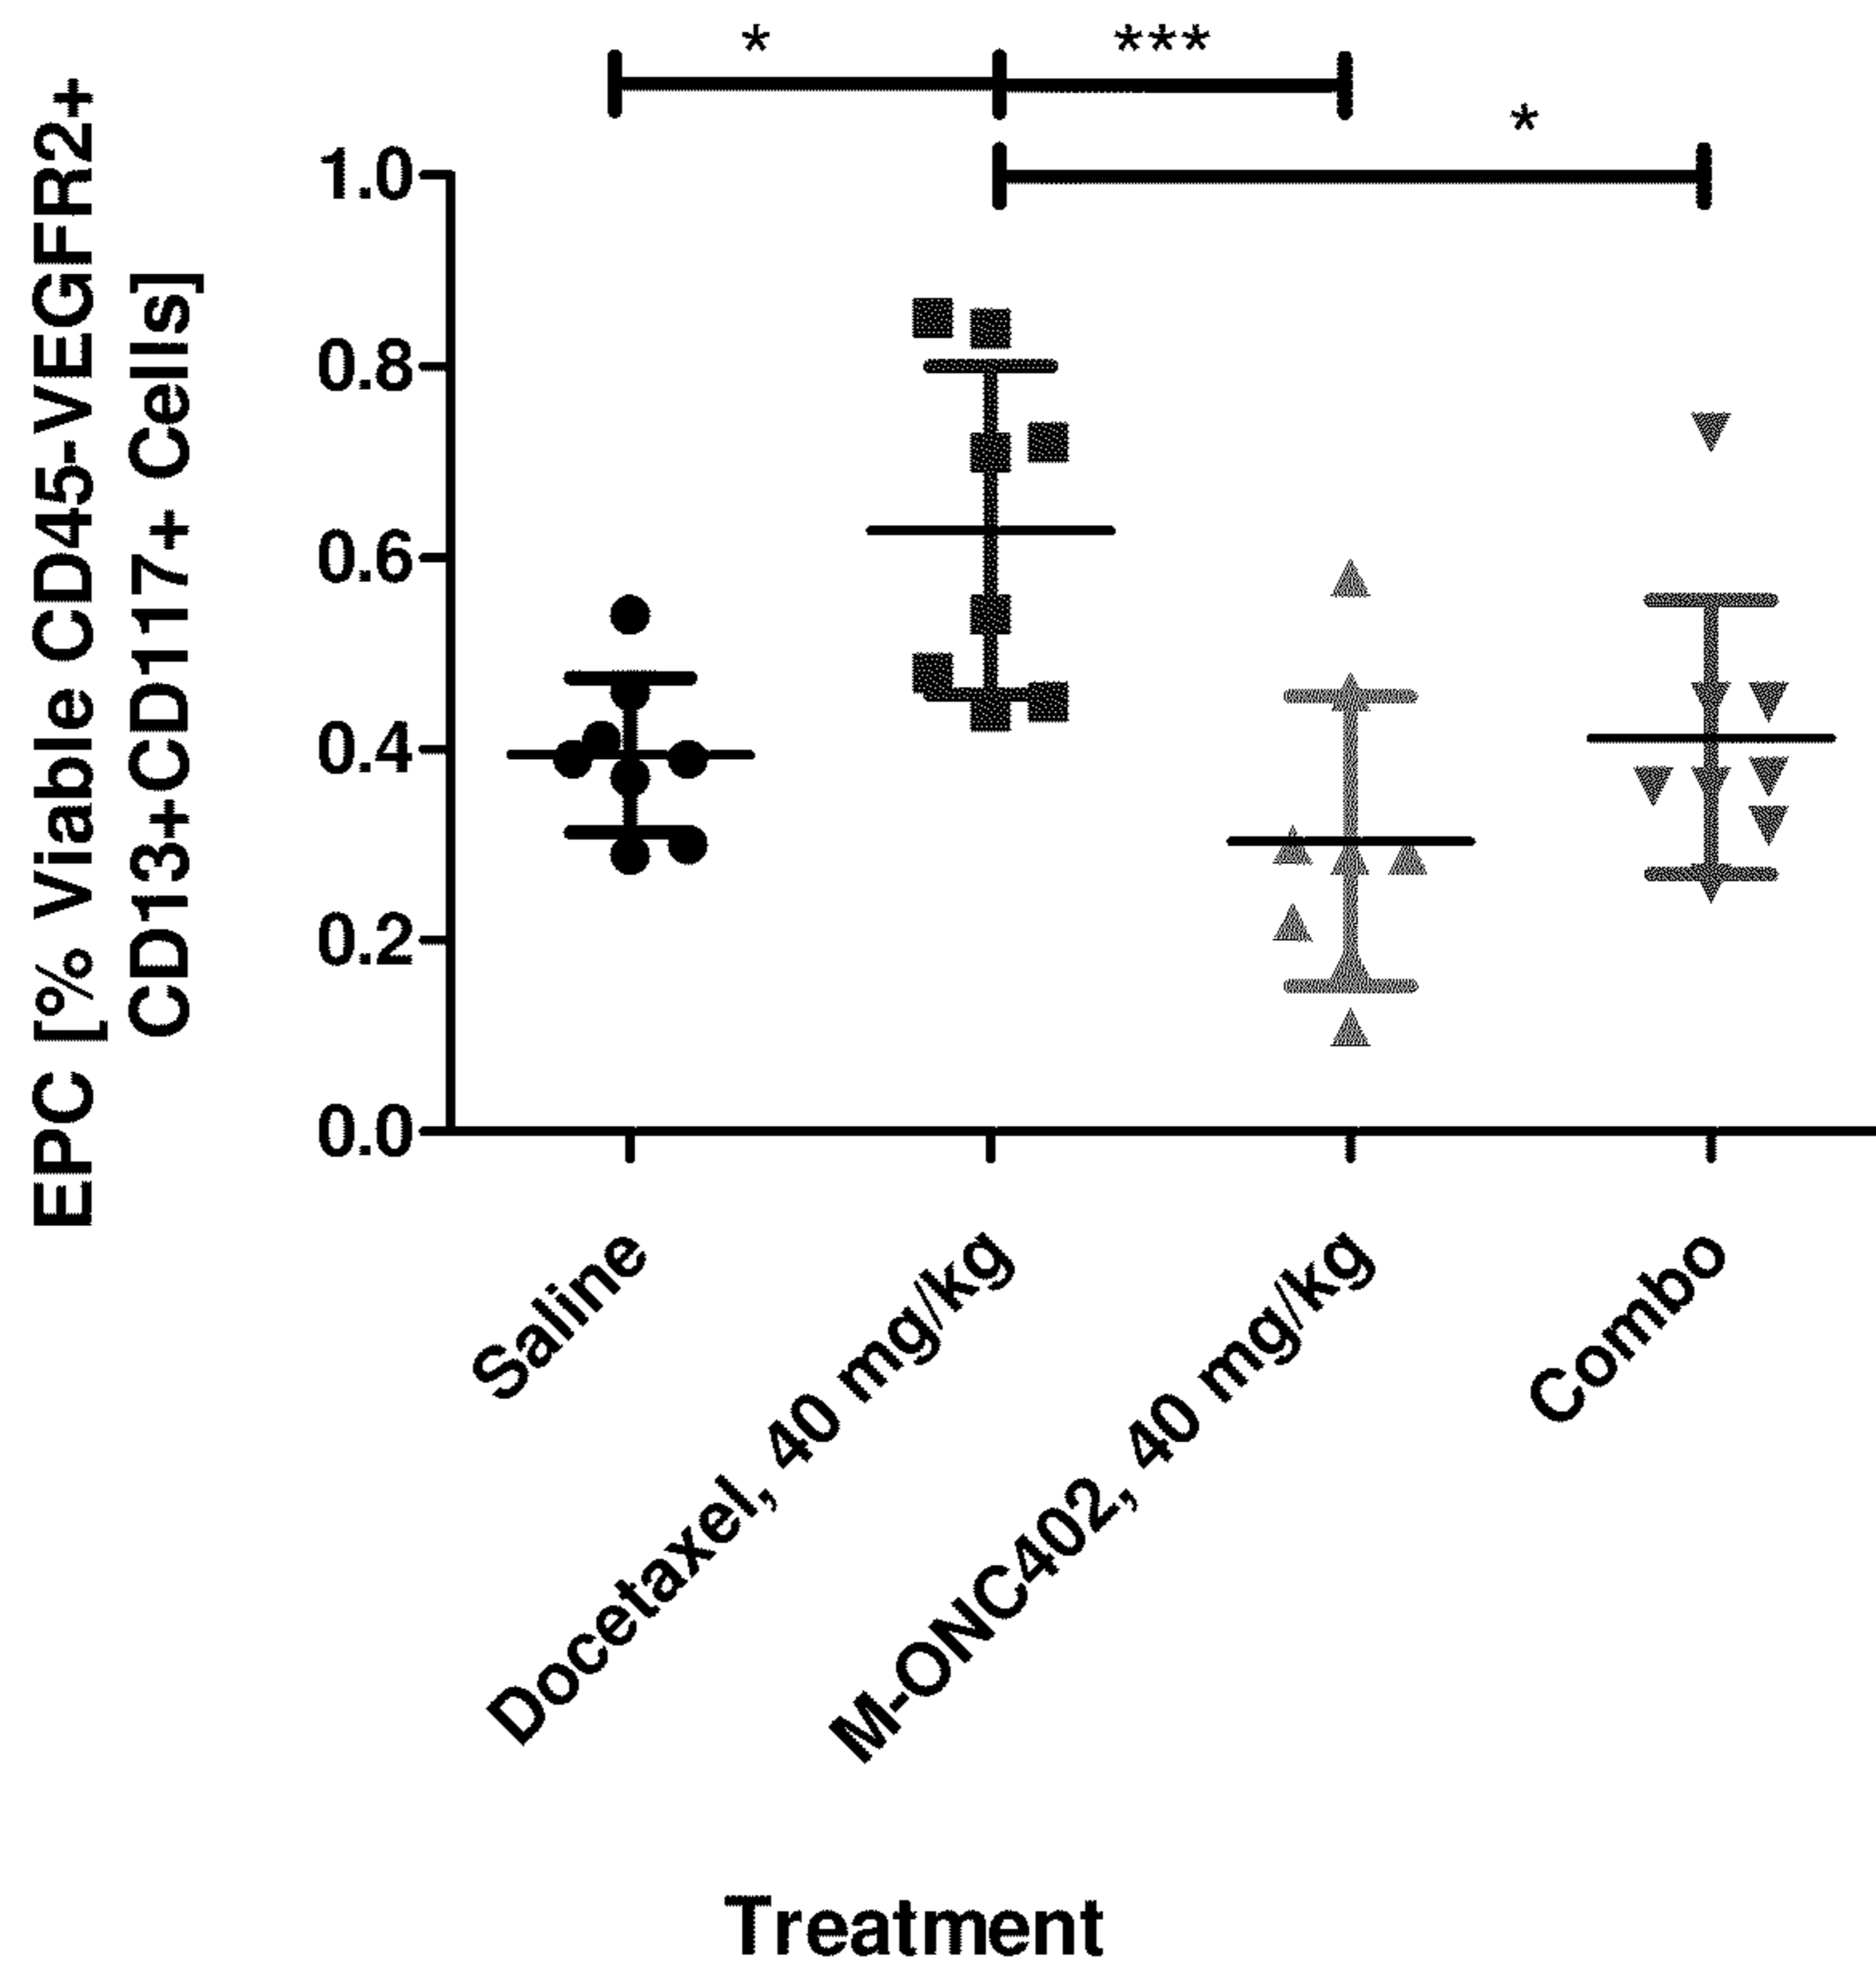 * ***
*
EPC [% Viable CD45-VEGFR2+
CD13+CD117+ Cells]
1.0
0.8
0.6
0.4
0.2
0.0
Saline
Docetaxel, 40 mg/kg
M-ONC402, 40 mg/kg
Combo
Treatment